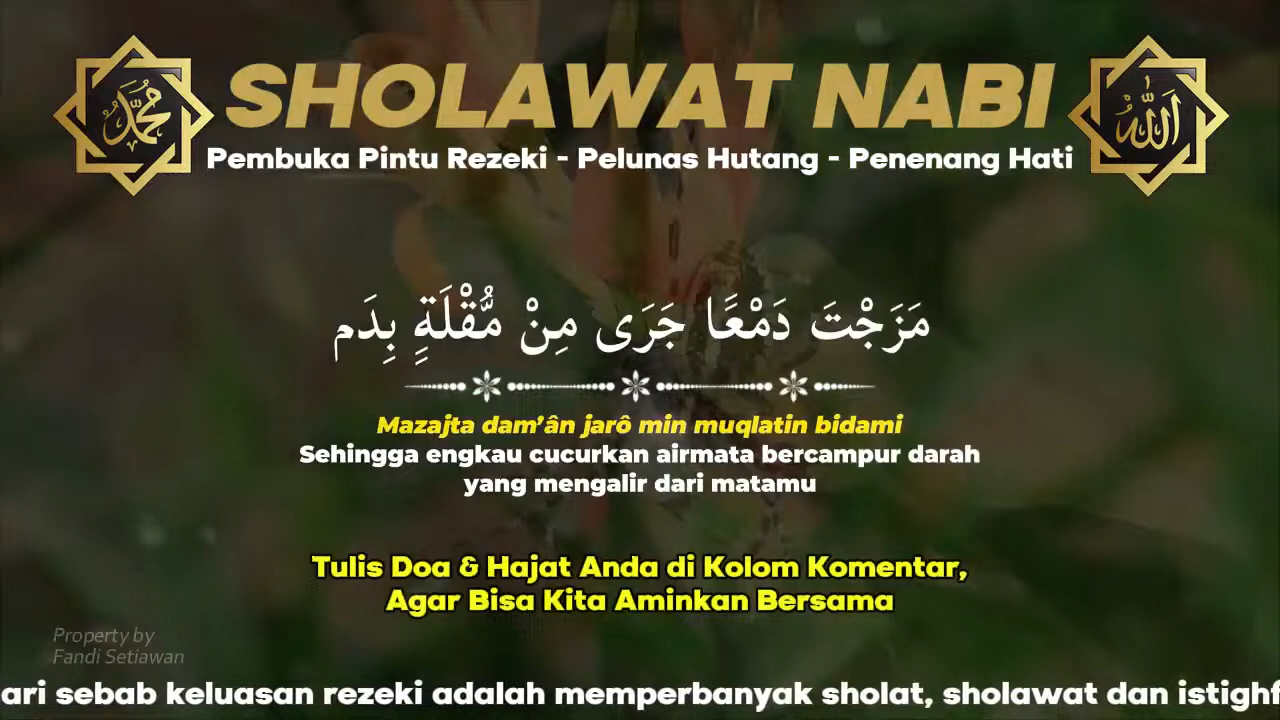 SHOLAWAT NABI
محمد
الله
Pembuka Pintu Rezeki - Pelunas Hutang - Penenang Hati
مَزَجْتَ دَمْعًا جَرَى مِنْ مُّقْلَةٍ بِدَم
Mazajta dam’ân jarô min muqlatin bidami
Sehingga engkau cucurkan airmata bercampur darah
yang mengalir dari matamu
Tulis Doa & Hajat Anda di Kolom Komentar,
Agar Bisa Kita Aminkan Bersama
Property by
Fandi Setiawan
ari sebab keluasan rezeki adalah memperbanyak sholat, sholawat dan istighf